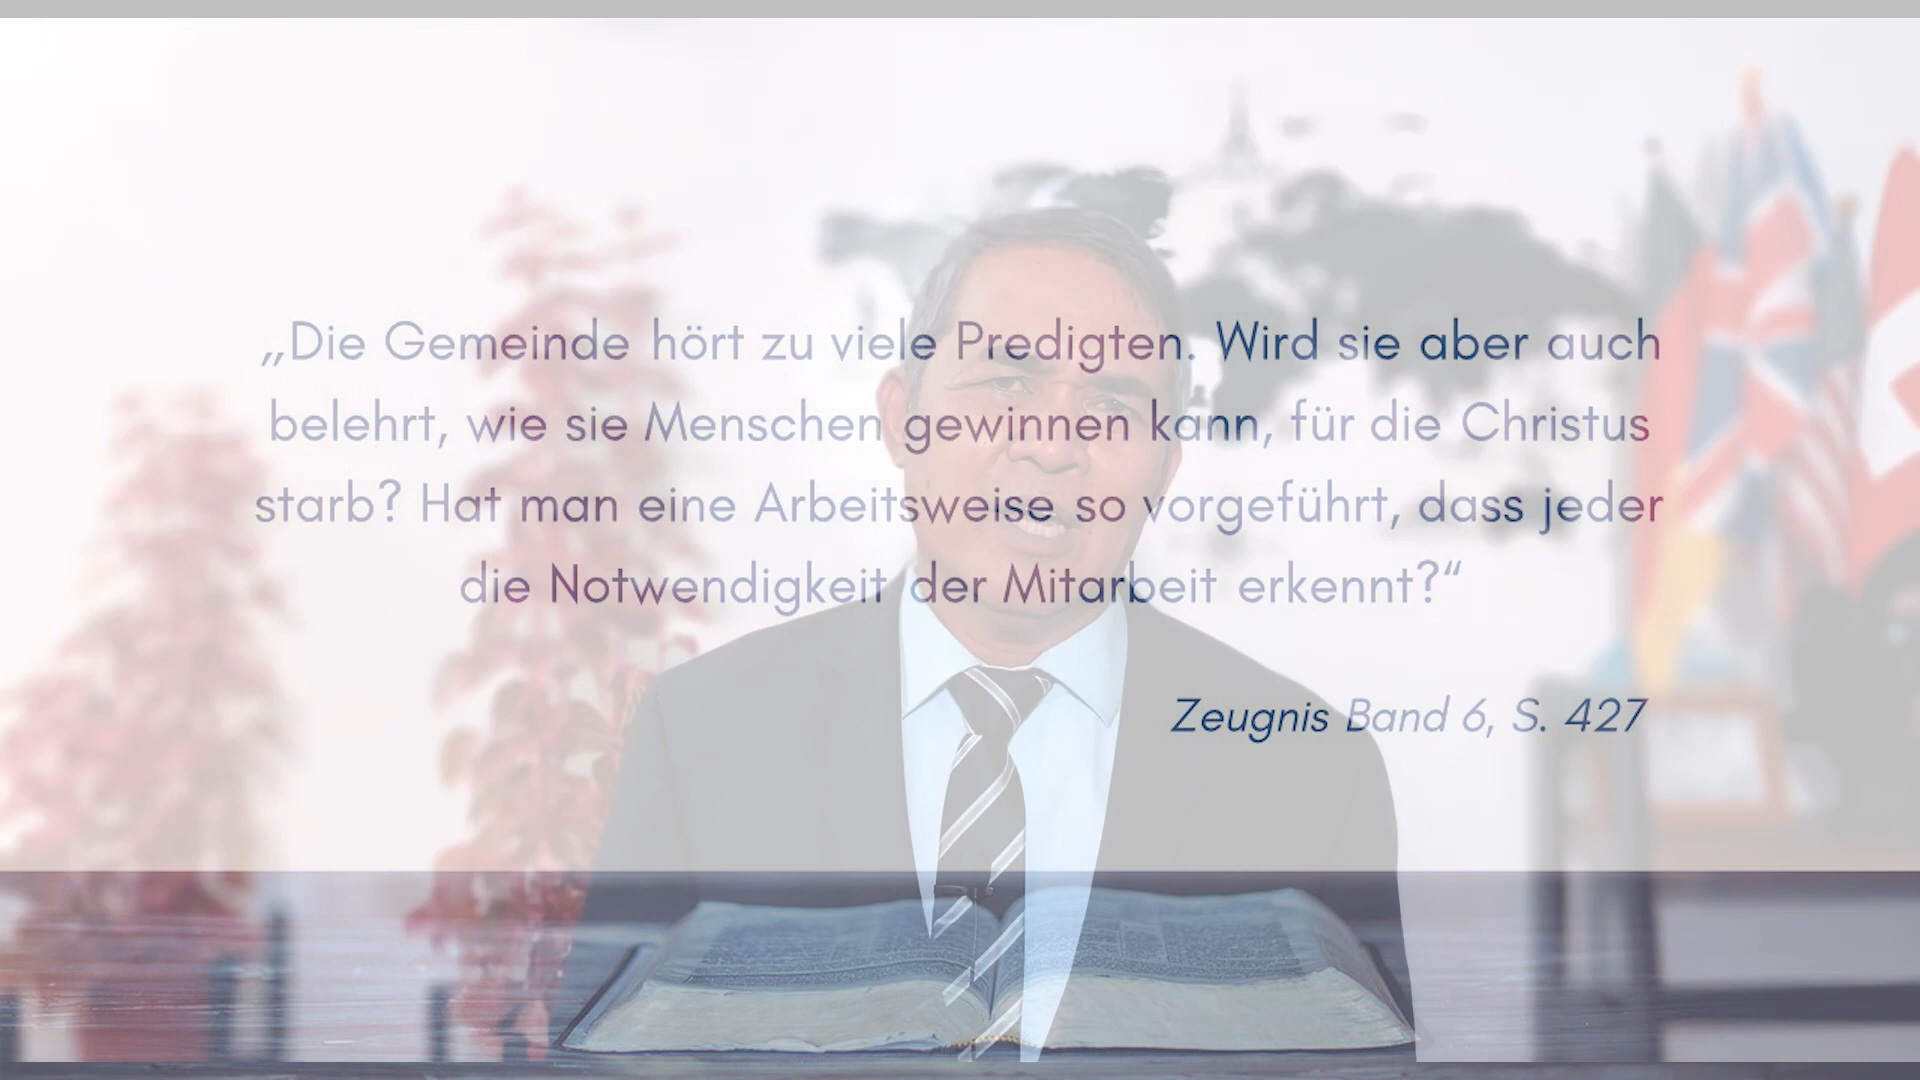 „Die Gemeinde hört zu viele Predigten. Wird sie aber auch
belehrt, wie sie Menschen gewinnen kann, für die Christus
starb? Hat man eine Arbeitsweise so vorgeführt, dass jeder
die Notwendigkeit der Mitarbeit erkennt?“
Zeugnis Band 6, S. 427